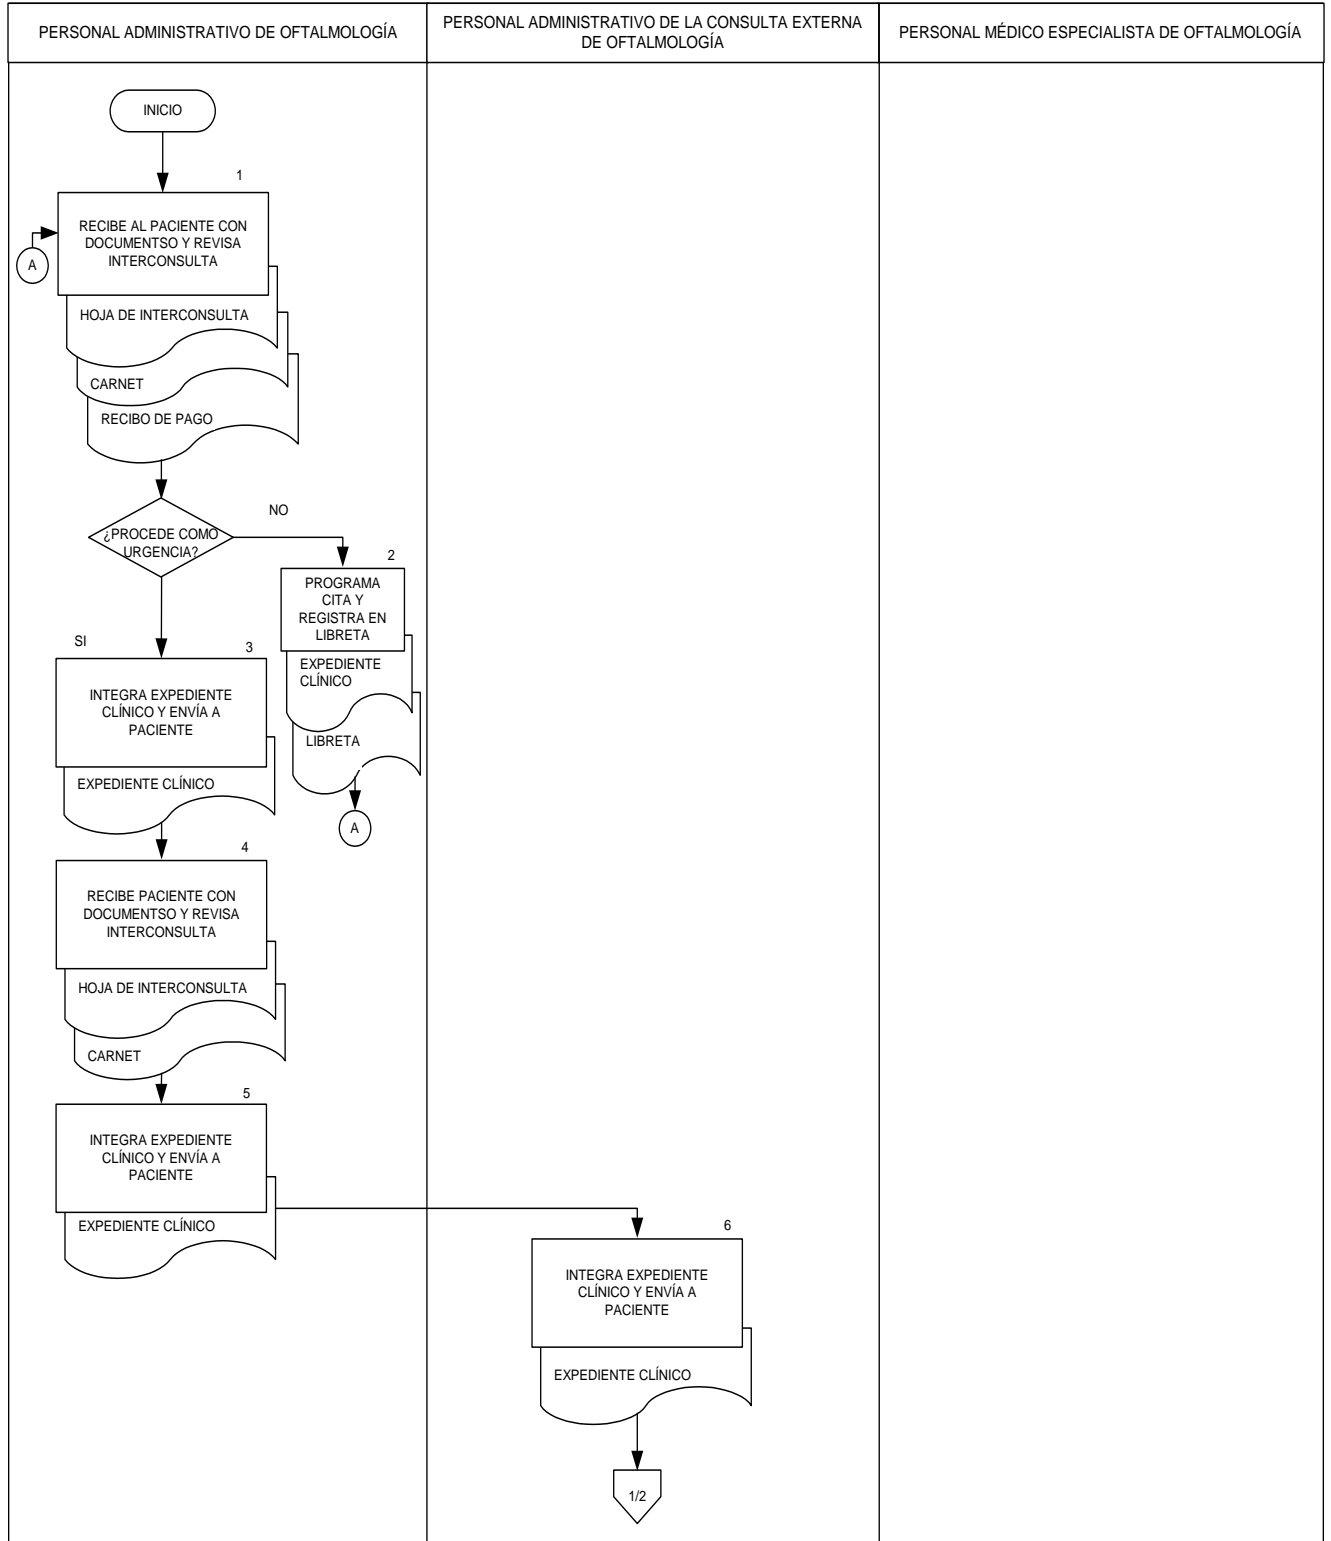 PERSONAL ADMINISTRATIVO DE OFTALMOLOGÍA
PERSONAL ADMINISTRATIVO DE LA CONSULTA EXTERNA
DE OFTALMOLOGÍA
PERSONAL MÉDICO ESPECIALISTA DE OFTALMOLOGÍA
INICIO
1
RECIBE AL PACIENTE CON
DOCUMENTSO Y REVISA
INTERCONSULTA
A
HOJA DE INTERCONSULTA
CARNET
RECIBO DE PAGO
¿PROCEDE COMO
URGENCIA?
NO
2
PROGRAMA
CITA Y
REGISTRA EN
LIBRETA
EXPEDIENTE
CLÍNICO
LIBRETA
A
SI
3
INTEGRA EXPEDIENTE
CLÍNICO Y ENVÍA A
PACIENTE
EXPEDIENTE CLÍNICO
4
RECIBE PACIENTE CON
DOCUMENTSO Y REVISA
INTERCONSULTA
HOJA DE INTERCONSULTA
CARNET
5
INTEGRA EXPEDIENTE
CLÍNICO Y ENVÍA A
PACIENTE
EXPEDIENTE CLÍNICO
6
INTEGRA EXPEDIENTE
CLÍNICO Y ENVÍA A
PACIENTE
EXPEDIENTE CLÍNICO
1/2